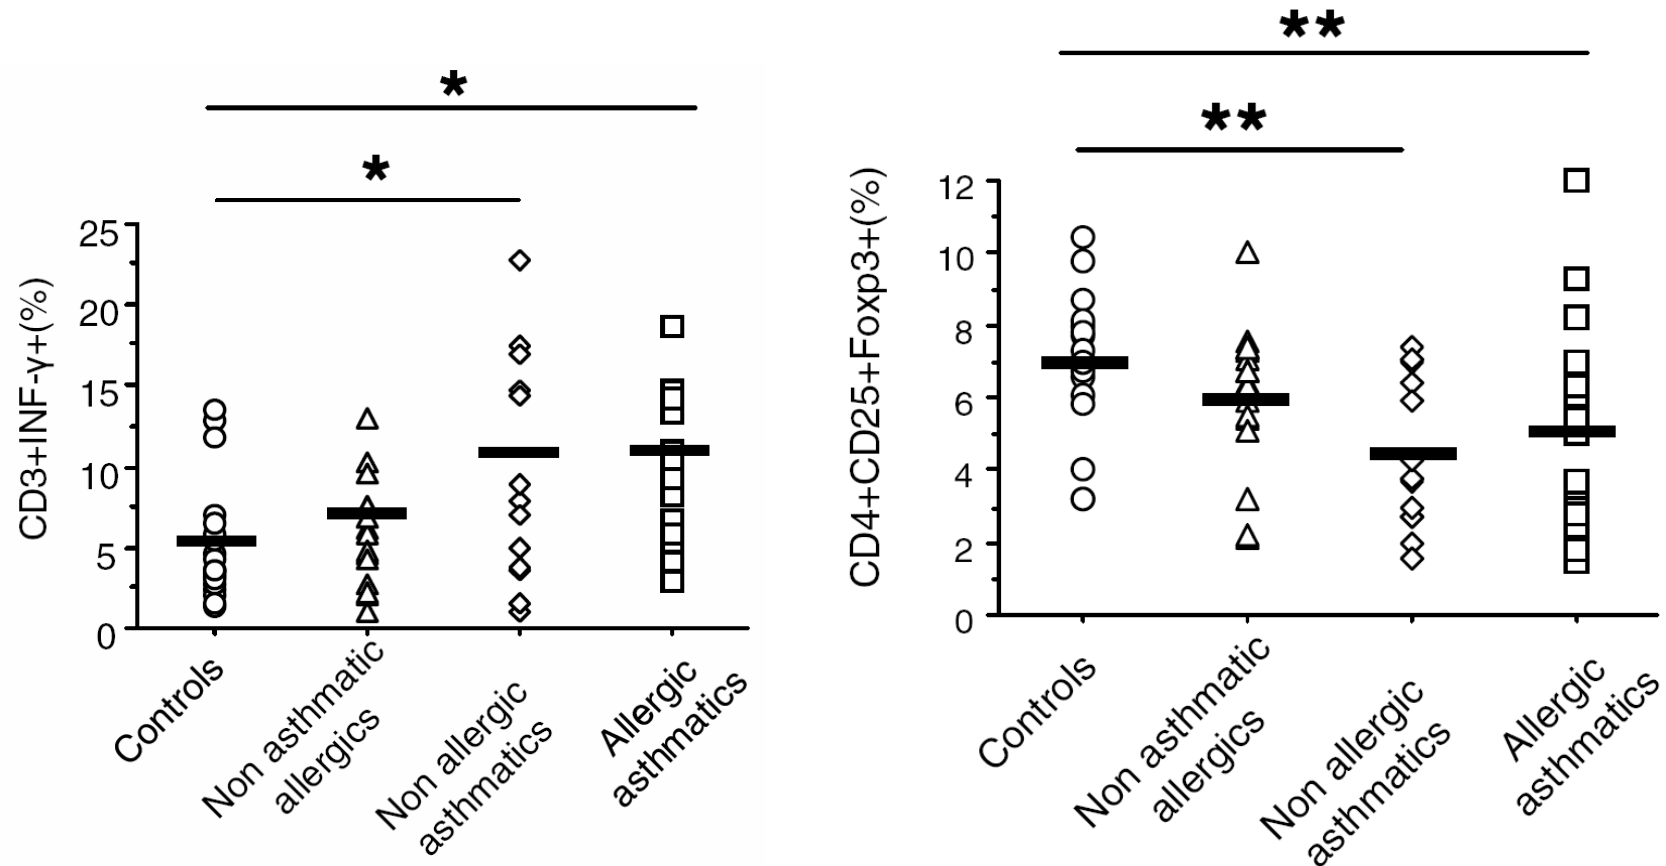 *
*
CD3+INF-γ+(%)
25
20
15
10
5
0
Controls
Non asthmatic
allergics
Non allergic
asthmatics
Allergic
asthmatics
**
**
CD4+CD25+Foxp3+(%)
12
10
8
6
4
2
0
Controls
Non asthmatic
allergics
Non allergic
asthmatics
Allergic
asthmatics